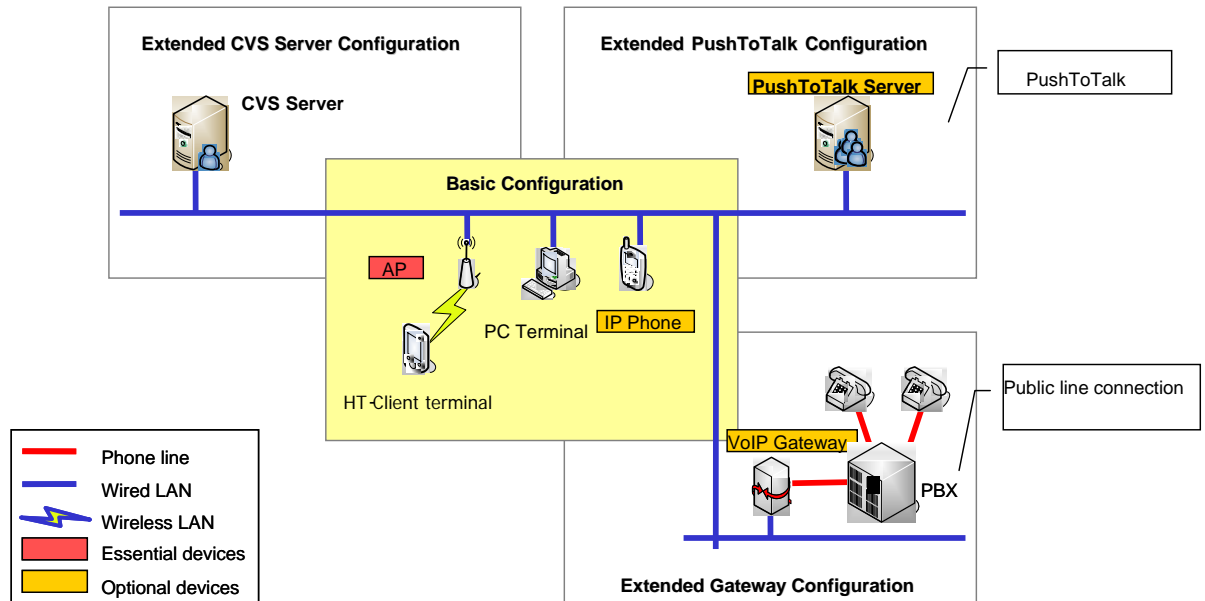 Extended CVS Server Configuration
CVS Server
Extended PushToTalk Configuration
PushToTalk Server
PushToTalk
Basic Configuration
AP
PC Terminal
IP Phone
HT-Client terminal
Public line connection
VoIP Gateway
PBX
Extended Gateway Configuration
Phone line
Wired LAN
Wireless LAN
Essential devices
Optional devices